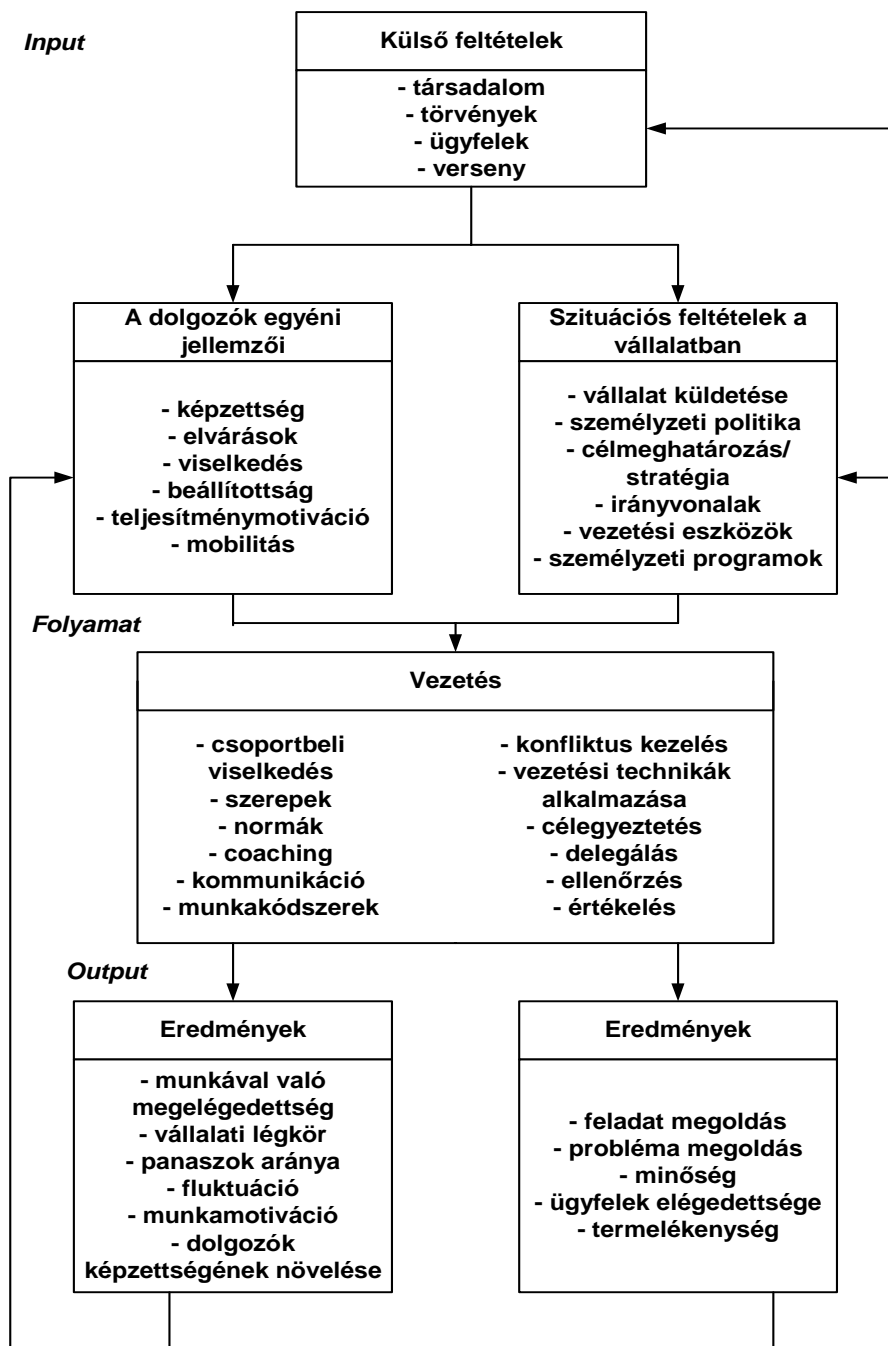 Input
Külső feltételek
- társadalom
- törvények
- ügyfelek
- verseny
A dolgozók egyéni
jellemzői
- képzettség
- elvárások
- viselkedés
- beállítottság
- teljesítménymotiváció
- mobilitás
Szituációs feltételek a
vállalatban
- vállalat küldetése
- személyzeti politika
- célmeghatározás/
stratégia
- irányvonalak
- vezetési eszközök
- személyzeti programok
Folyamat
Vezetés
- csoportbeli
viselkedés
- szerepek
- normák
- coaching
- kommunikáció
- munkakódszerek
- konfliktus kezelés
- vezetési technikák
alkalmazása
- célegyeztetés
- delegálás
- ellenőrzés
- értékelés
Output
Eredmények
- munkával való
megelégedettség
- vállalati légkör
- panaszok aránya
- fluktuáció
- munkamotiváció
- dolgozók
képzettségének növelése
Eredmények
- feladat megoldás
- probléma megoldás
- minőség
- ügyfelek elégedettsége
- termelékenység